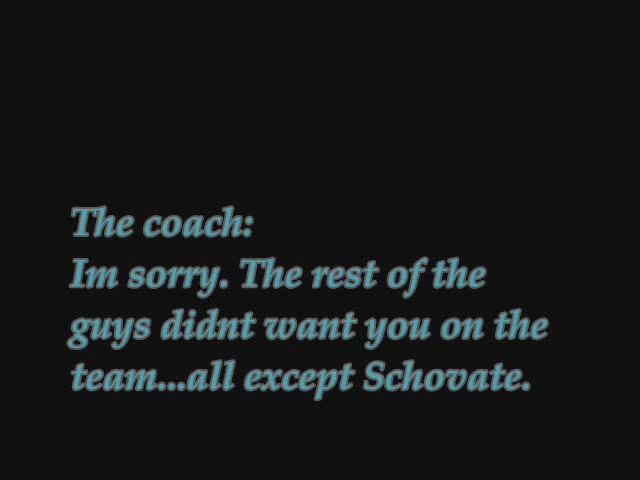 The coach:
Im sorry. The rest of the
guys didnt want you on the
team...all except Schovate.